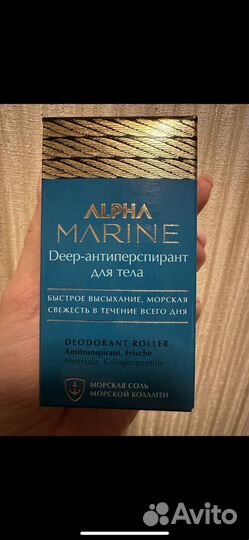 ALPHA
MARINE
Deep-антиперспирант
для тела
БЫСТРОЕ ВЫСЫХАНИЕ, МОРСКАЯ
СВЕЖЕСТЬ В ТЕЧЕНИЕ ВСЕГО ДНЯ
DEODORANT ROLLER
Antitranspirant, Frische
Meersalz, Kollagenpeptide
МОРСКАЯ СОЛЬ
МОРСКОЙ КОЛЛАГЕН
Avito